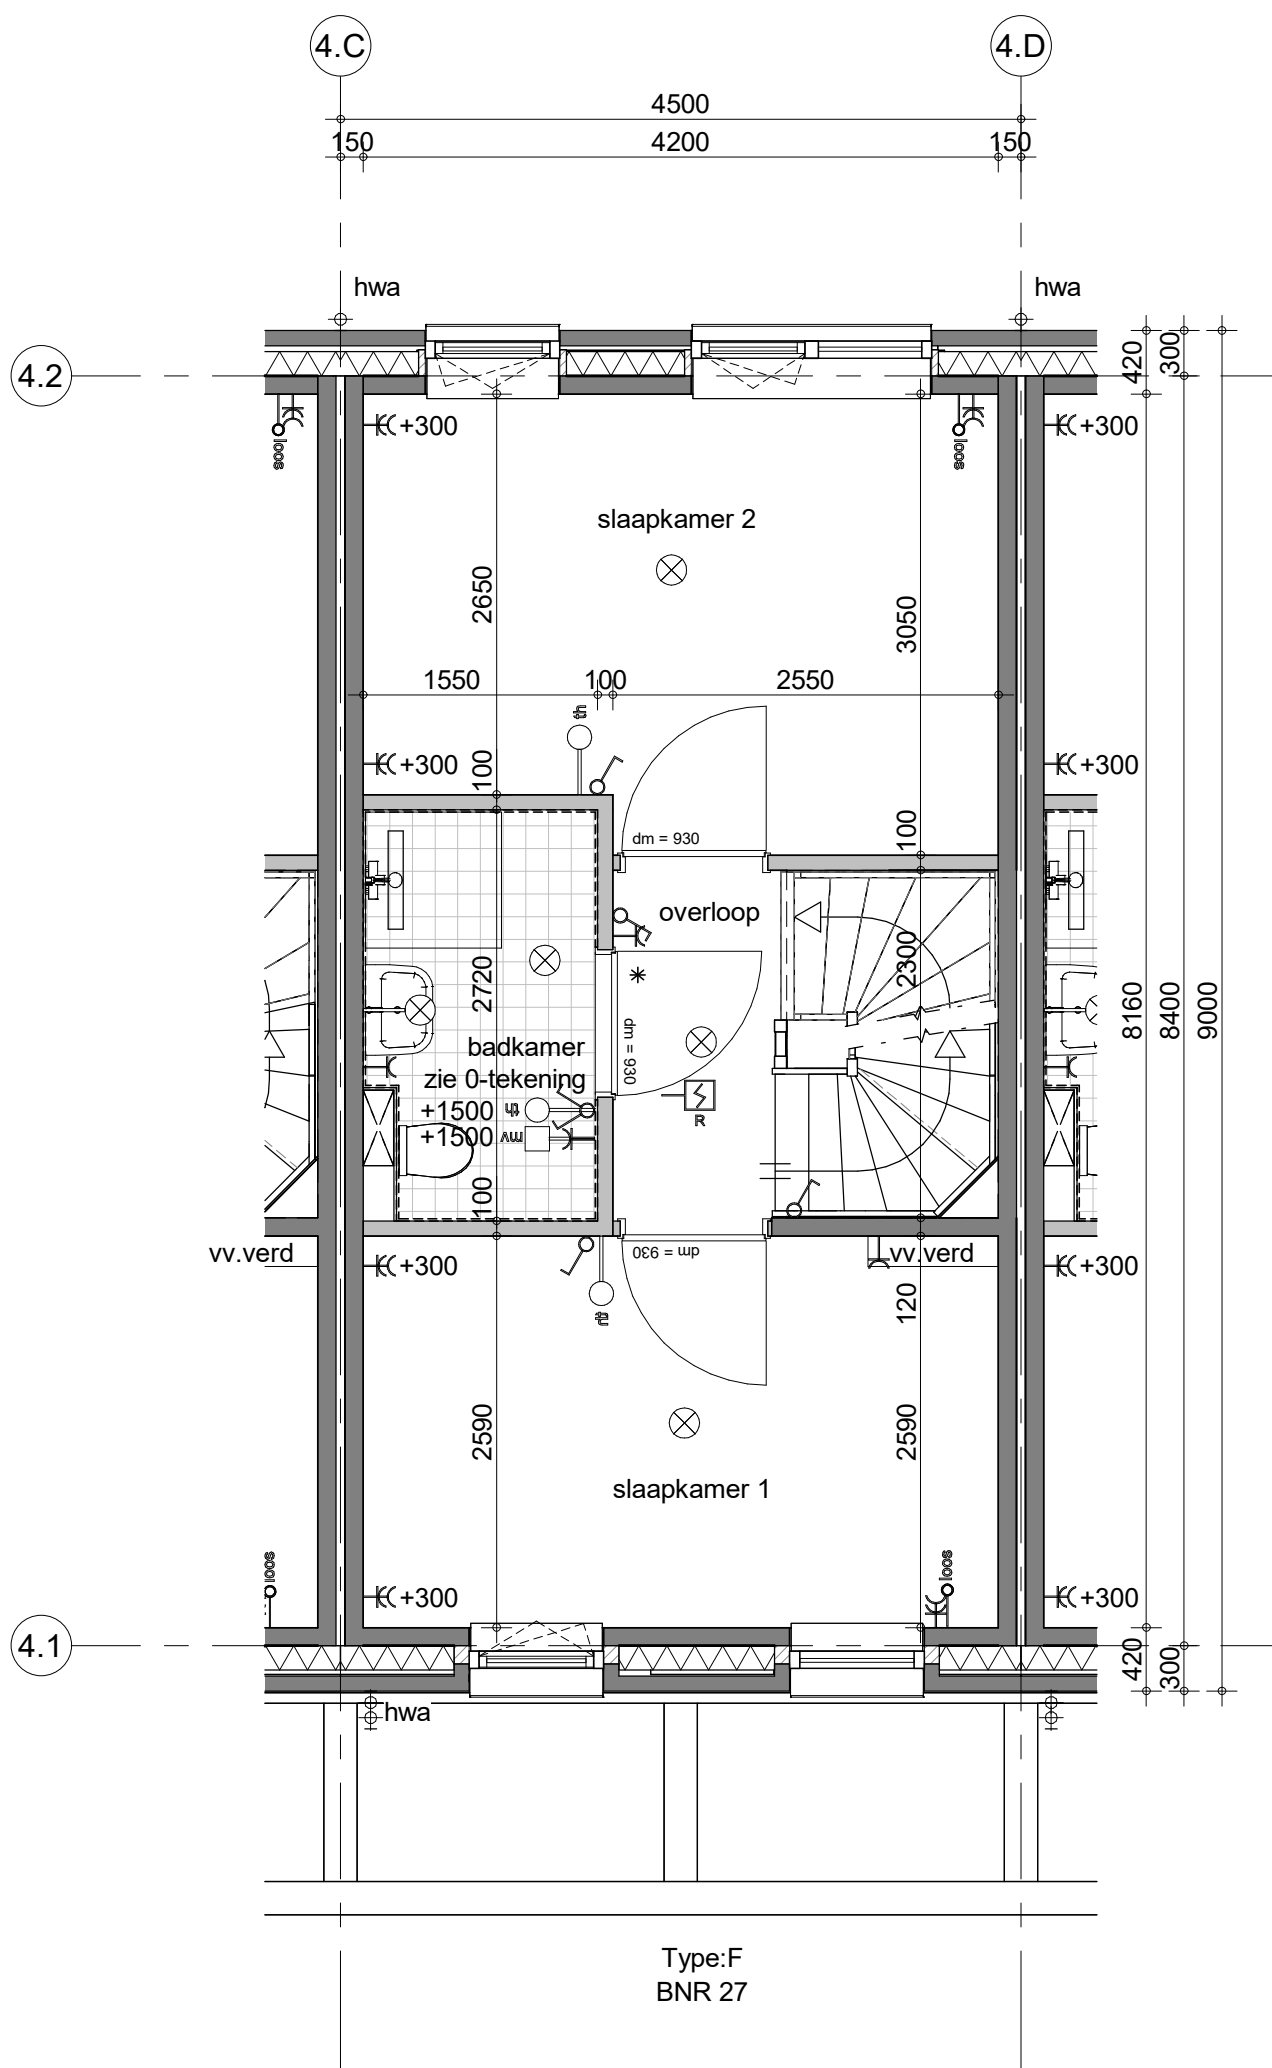 4.C
4.D
4500
150
4200
150
hwa
hwa
4.2
420
300
+300
+300
loos
loos
slaapkamer 2
2650
3050
1550
100
2550
th
+300
100
+300
100
dm = 930
overloop
2720
2300
8160
8400
9000
badkamer
dm = 930
zie 0-tekening
+1500
th
+1500
mv
R
100
vv.verd
+300
dm = 930
vv.verd
+300
th
120
2590
2590
slaapkamer 1
loos
loos
+300
+300
4.1
420
300
hwa
Type:F
BNR 27